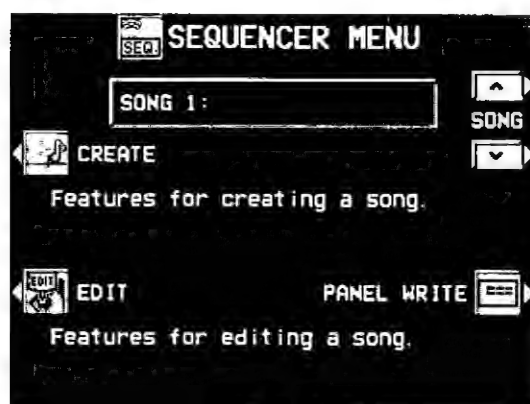 SEQ. SEQUENCER MENU
SONG 1:
SONG
CREATE
Features for creating a song.
EDIT EDIT PANEL WRITE
Features for editing a song.